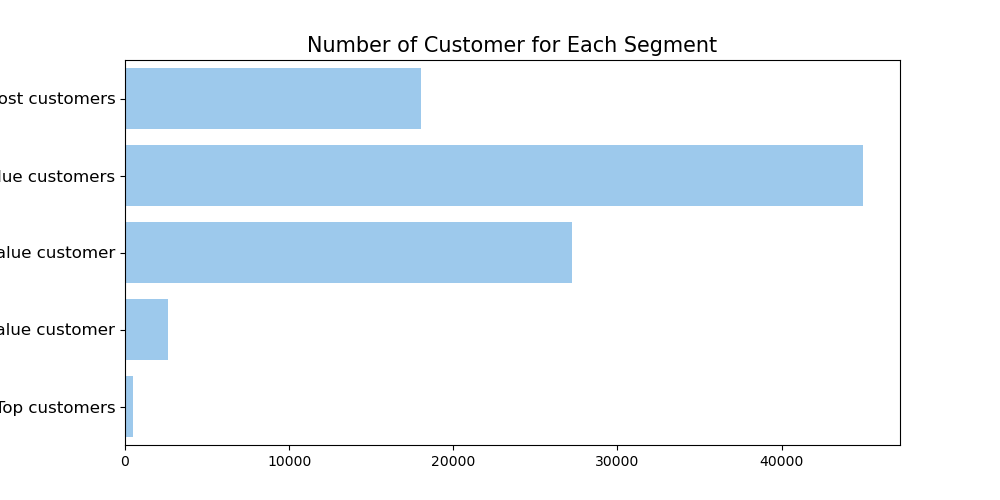 Number of Customer for Each Segment
ost customers
lue customers
alue customer
alue customer
Top customers
0 10000 20000 30000 40000